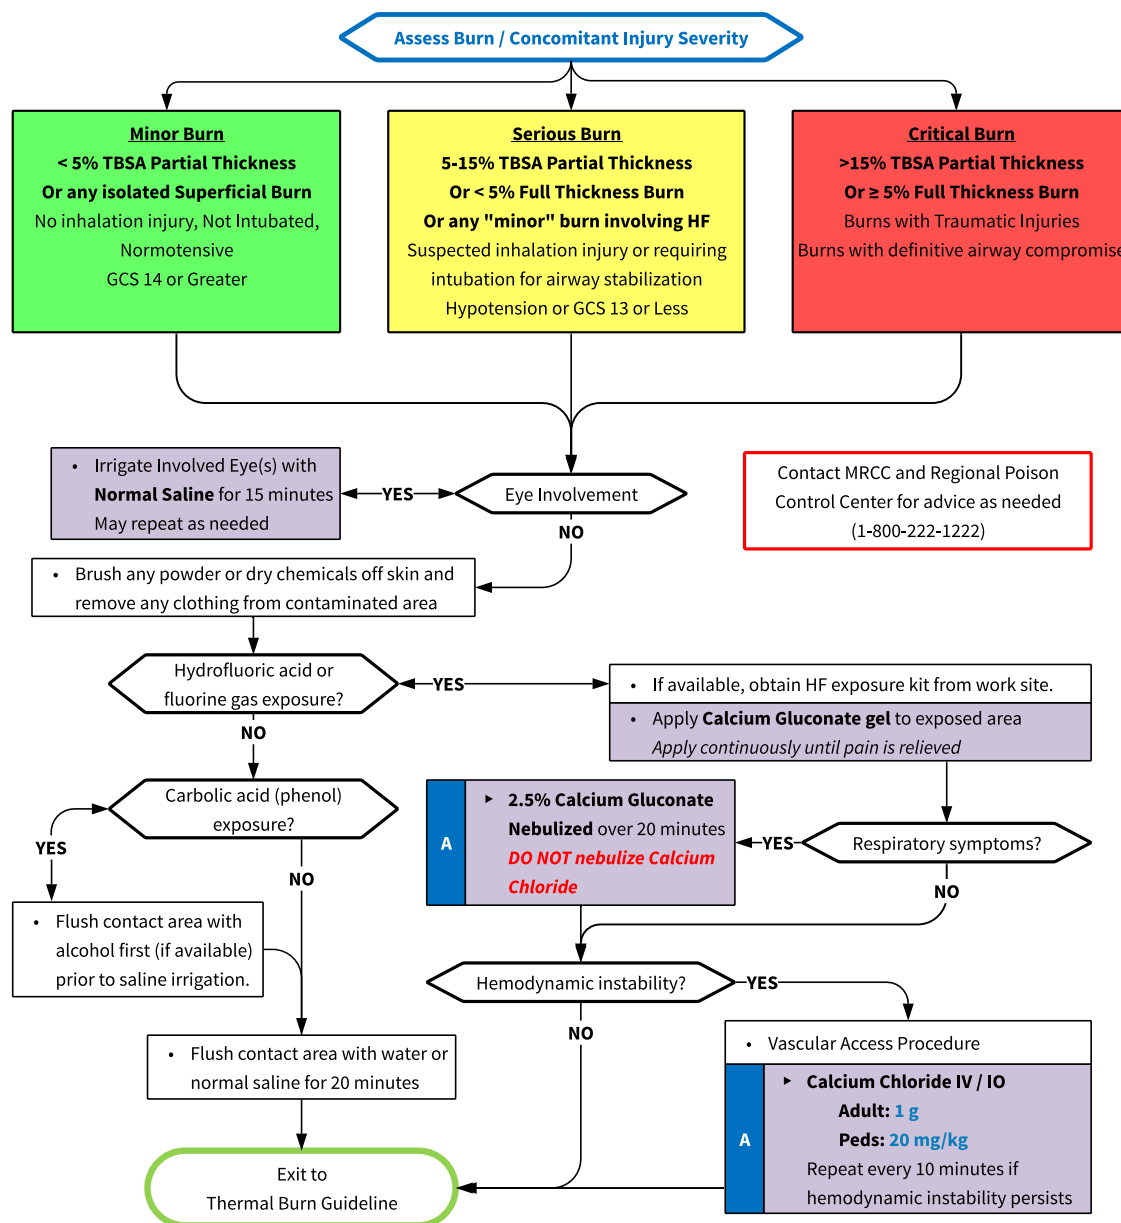 Assess Burn / Concomitant Injury Severity
Minor Burn
< 5% TBSA Partial Thickness
Or any isolated Superficial Burn
No inhalation injury, Not Intubated,
Normotensive
GCS 14 or Greater
Serious Burn
5-15% TBSA Partial Thickness
Or < 5% Full Thickness Burn
Or any "minor" burn involving HF
Suspected inhalation injury or requiring
intubation for airway stabilization
Hypotension or GCS 13 or Less
Critical Burn
>15% TBSA Partial Thickness
Or ≥ 5% Full Thickness Burn
Burns with Traumatic Injuries
Burns with definitive airway compromise
• Irrigate Involved Eye(s) with
Normal Saline for 15 minutes
May repeat as needed
YES
Eye Involvement
NO
Contact MRCC and Regional Poison
Control Center for advice as needed
(1-800-222-1222)
• Brush any powder or dry chemicals off skin and
remove any clothing from contaminated area
Hydrofluoric acid or
fluorine gas exposure?
YES
NO
• If available, obtain HF exposure kit from work site.
• Apply Calcium Gluconate gel to exposed area
Apply continuously until pain is relieved
Carbolic acid (phenol)
exposure?
YES
NO
A
▸ 2.5% Calcium Gluconate
Nebulized over 20 minutes
DO NOT nebulize Calcium
Chloride
YES
Respiratory symptoms?
NO
• Flush contact area with
alcohol first (if available)
prior to saline irrigation.
Hemodynamic instability?
YES
NO
• Flush contact area with water or
normal saline for 20 minutes
• Vascular Access Procedure
A
▸ Calcium Chloride IV / IO
Adult: 1 g
Peds: 20 mg/kg
Repeat every 10 minutes if
hemodynamic instability persists
Exit to
Thermal Burn Guideline